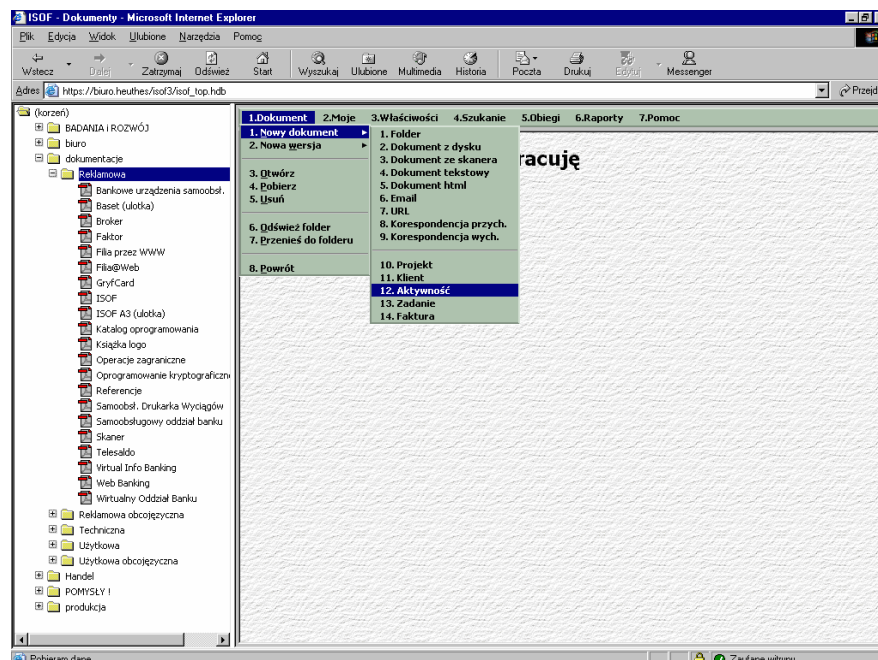 ISOF - Dokumenty - Microsoft Internet Explorer
Plik Edycja Widok Ulubione Narzędzia Pomoc
Wstecz Dalej Zatrzymaj Odśwież Start Wyszukaj Ulubione Multimedia Historia Poczta Drukuj Edytuj Messenger
Adres https://biuro.heuthes/isof3/isof_top.hdb Przejd
(korzeń)
BADANIA i ROZWÓJ
biuro
dokumentacje
Reklamowa
Bankowe urządzenia samoobsł.
Baset (ulotka)
Broker
Faktor
Filia przez WWW
Filia@Web
GryfCard
ISOF
ISOF A3 (ulotka)
Katalog oprogramowania
Książka logo
Operacje zagraniczne
Oprogramowanie kryptograficzn
Referencje
Samoobsł. Drukarka Wyciągów
Samoobsługowy oddział banku
Skaner
Telesaldo
Virtual Info Banking
Web Banking
Wirtualny Oddział Banku
Reklamowa obcojęzyczna
Techniczna
Użytkowa
Użytkowa obcojęzyczna
Handel
POMYSŁY !
produkcja
1.Dokument 2.Moje 3.Właściwości 4.Szukanie 5.Obiegi 6.Raporty 7.Pomoc
1. Nowy dokument
2. Nowa wersja
3. Otwórz
4. Pobierz
5. Usuń
6. Odśwież folder
7. Przenieś do folderu
8. Powrót
1. Folder
2. Dokument z dysku
3. Dokument ze skanera
4. Dokument tekstowy
5. Dokument html
6. Email
7. URL
8. Korespondencja przych.
9. Korespondencja wych.
10. Projekt
11. Klient
12. Aktywność
13. Zadanie
14. Faktura
racuję
Pobieram dane Zaufane witryny